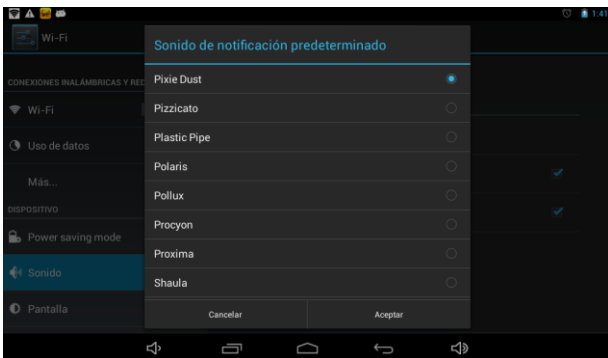 1:41
Wi-Fi
CONEXIONES INALÁMBRICAS Y RED
Wi-Fi
Uso de datos
Más...
DISPOSITIVO
Power saving mode
Sonido
Pantalla
Sonido de notificación predeterminado
Pixie Dust
Pizzicato
Plastic Pipe
Polaris
Pollux
Procyon
Proxima
Shaula
Cancelar
Aceptar